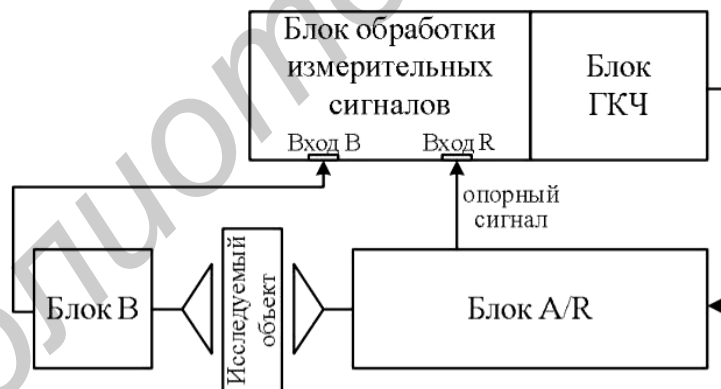 Блок обработки
измерительных
сигналов
Вход B
Вход R
Блок
ГКЧ
опорный
сигнал
Блок B
Исследуемый
объект
Блок A/R